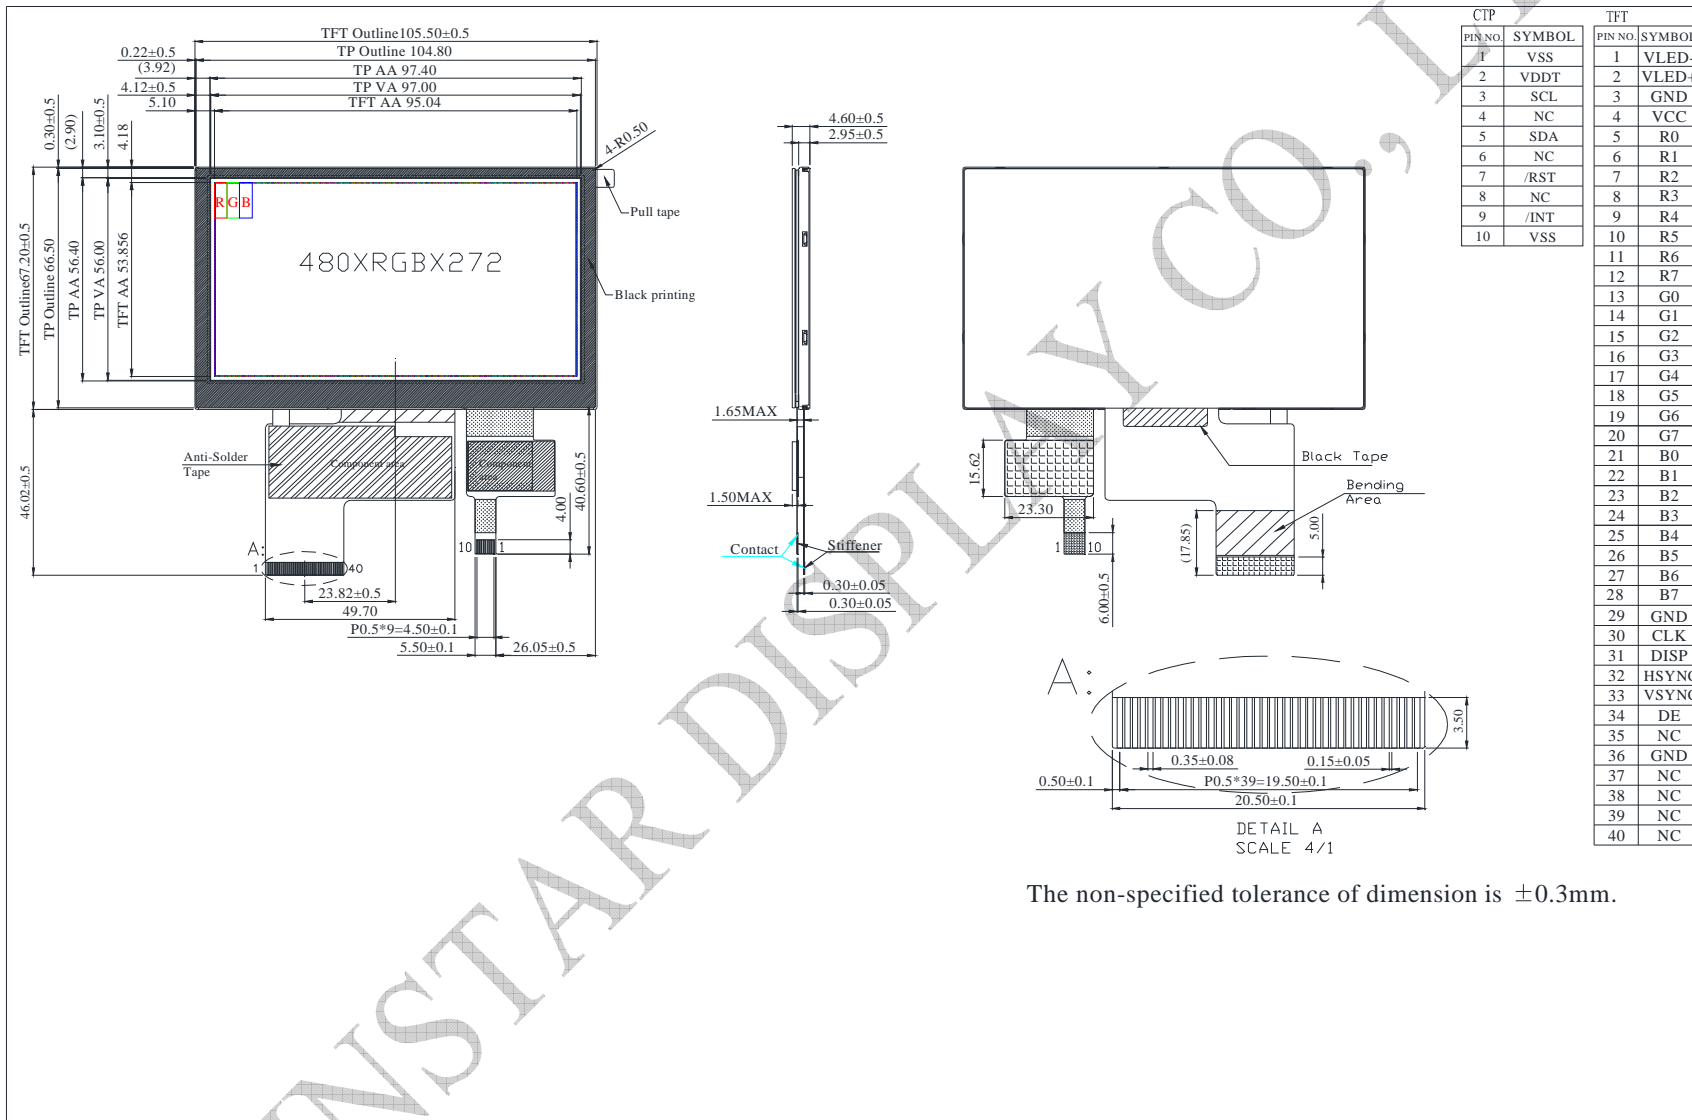 TFT Outline105.50±0.5
TP Outline 104.80
TP AA 97.40
TP VA 97.00
TFT AA 95.04
0.22±0.5
(3.92)
4.12±0.5
5.10
0.30±0.5
(2.90)
3.10±0.5
4.18
4-R0.50
Pull tape
Black printing
R G B
480XRGBX272
TFT Outline67.20±0.5
TP Outline 66.50
TP AA 56.40
TP VA 56.00
TFT AA 53.856
46.02±0.5
Anti-Solder
Tape
Component area
Component
area
4.00
40.60±0.5
10 1
A:
1 40
23.82±0.5
49.70
P0.5*9=4.50±0.1
5.50±0.1
26.05±0.5
4.60±0.5
2.95±0.5
1.65MAX
1.50MAX
Contact
Stiffener
0.30±0.05
0.30±0.05
15.62
23.30
1 10
6.00±0.5
Black Tape
Bending
Area
(17.85)
5.00
A:
3.50
0.35±0.08
0.15±0.05
0.50±0.1
P0.5*39=19.50±0.1
20.50±0.1
DETAIL A
SCALE 4/1
The non-specified tolerance of dimension is ±0.3mm.
CTP
PIN NO. SYMBOL
1 VSS
2 VDDT
3 SCL
4 NC
5 SDA
6 NC
7 /RST
8 NC
9 /INT
10 VSS
TFT
PIN NO. SYMBOL
1 VLED-
2 VLED+
3 GND
4 VCC
5 R0
6 R1
7 R2
8 R3
9 R4
10 R5
11 R6
12 R7
13 G0
14 G1
15 G2
16 G3
17 G4
18 G5
19 G6
20 G7
21 B0
22 B1
23 B2
24 B3
25 B4
26 B5
27 B6
28 B7
29 GND
30 CLK
31 DISP
32 HSYNC
33 VSYNC
34 DE
35 NC
36 GND
37 NC
38 NC
39 NC
40 NC
NSTAR DISPLAY CO., L